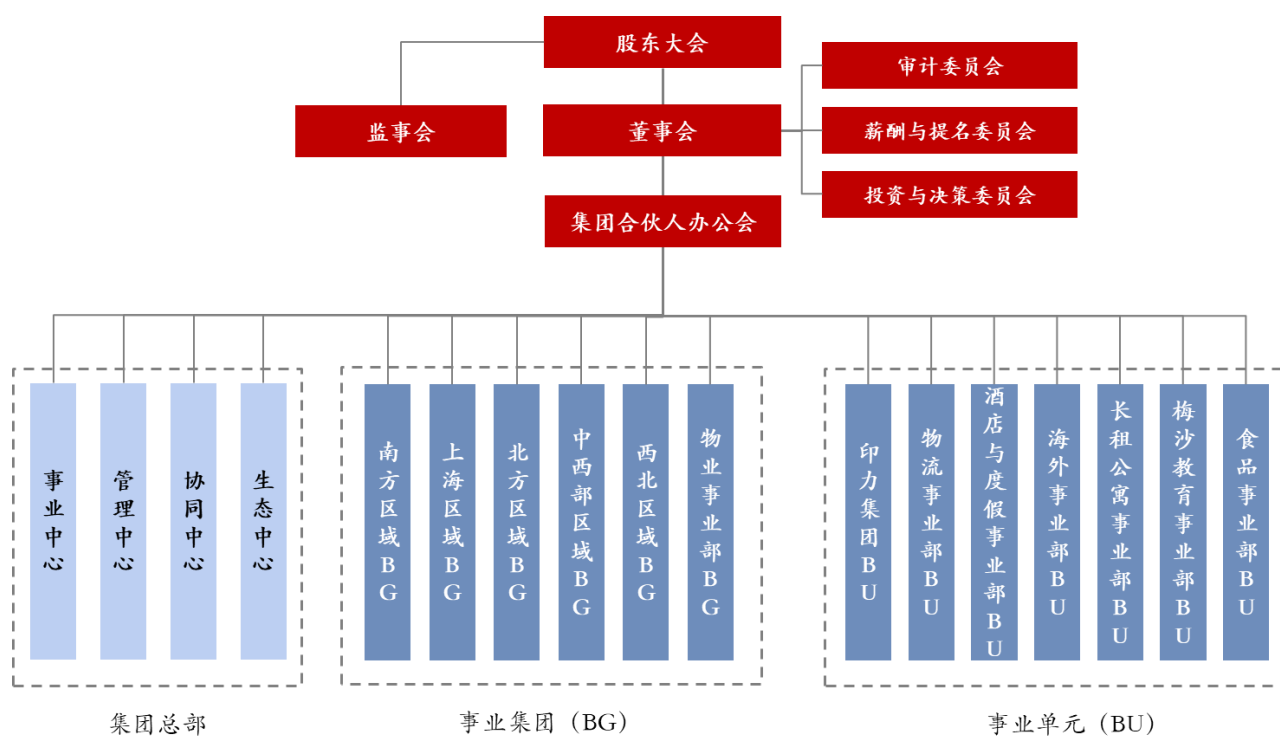 股东大会
审计委员会
监事会
董事会
薪酬与提名委员会
投资与决策委员会
集团合伙人办公会
事业中心
管理中心
协同中心
生态中心
南方区域BG
上海区域BG
北方区域BG
中西部区域BG
西北区域BG
物业事业部BG
印力集团BU
物流事业部BU
酒店与度假事业部BU
海外事业部BU
长租公寓事业部BU
梅沙教育事业部BU
食品事业部BU
集团总部
事业集团（BG）
事业单元（BU）